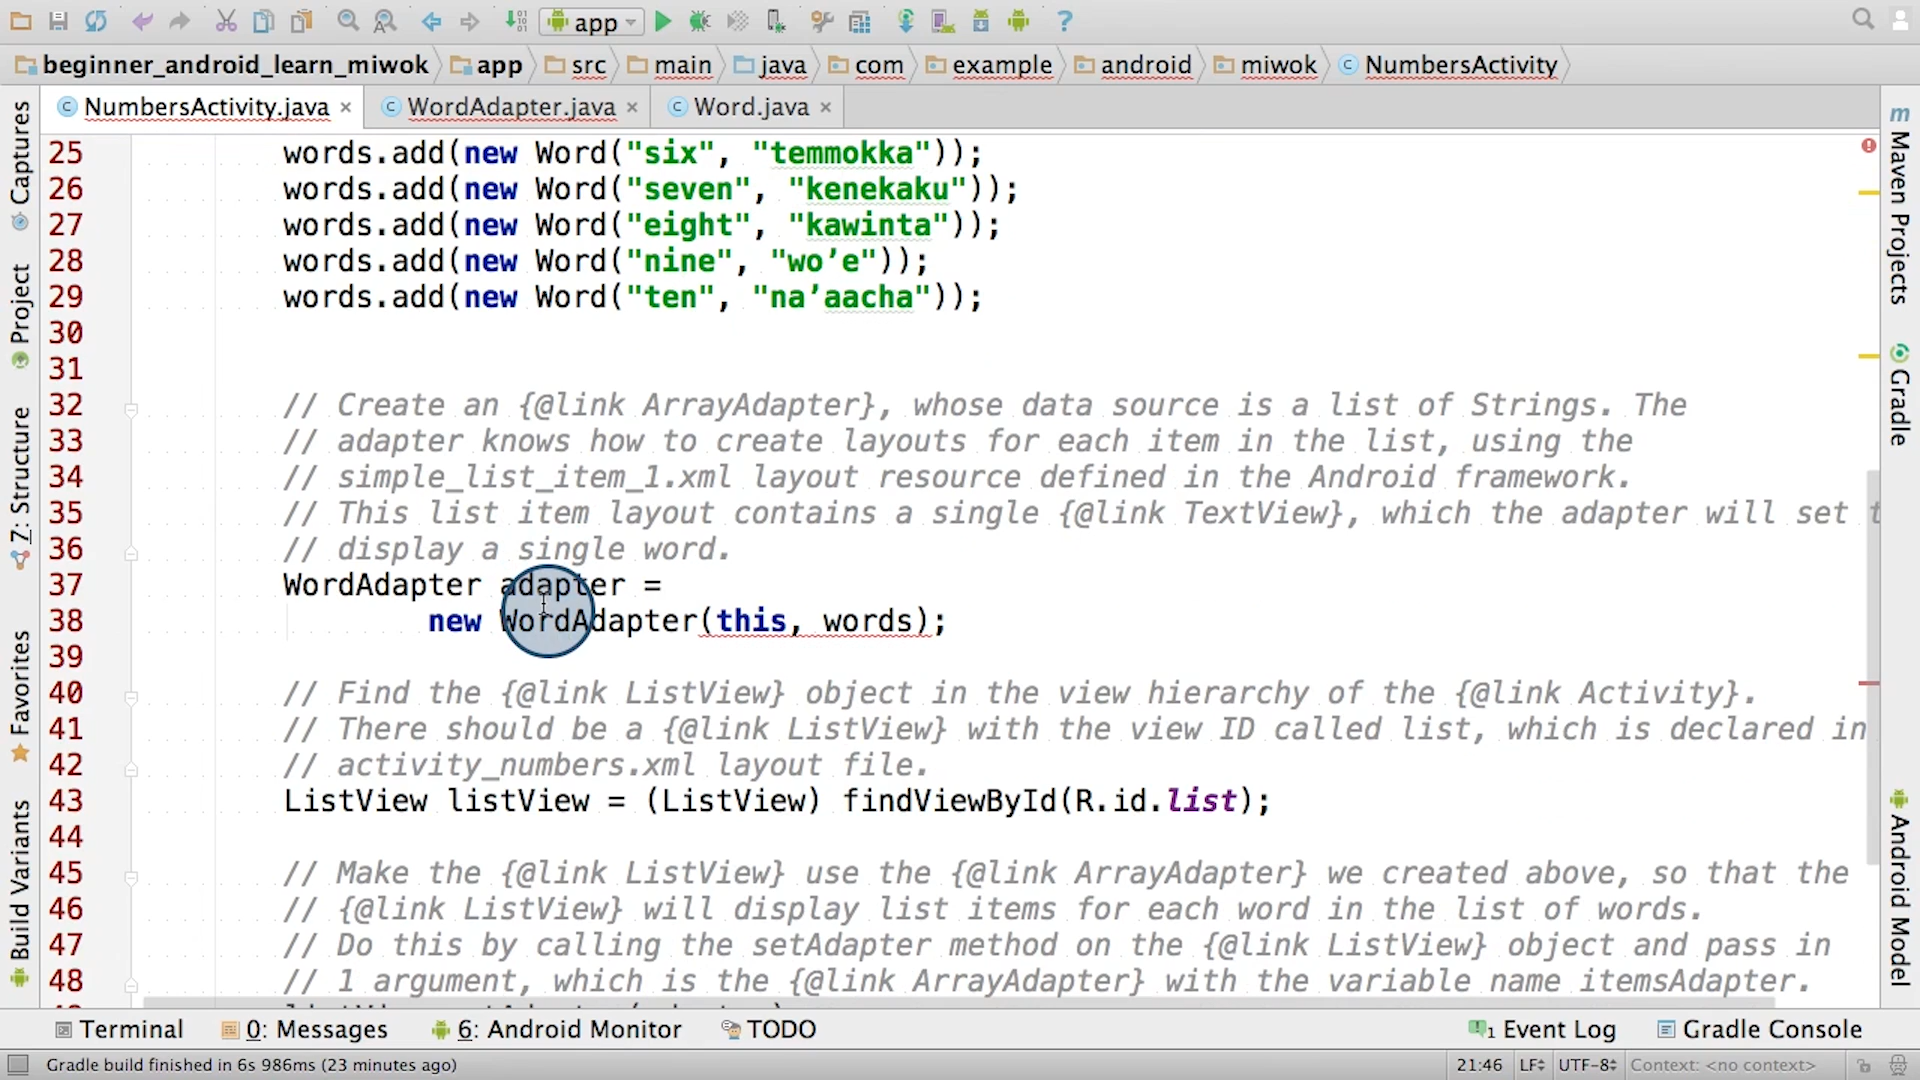 app
beginner_android_learn_miwok app src main java com example android miwok NumbersActivity
NumbersActivity.java WordAdapter.java Word.java
Captures
Project
7: Structure
Favorites
Build Variants
25 words.add(new Word("six", "temmokka"));
26 words.add(new Word("seven", "kenekaku"));
27 words.add(new Word("eight", "kawinta"));
28 words.add(new Word("nine", "wo’e"));
29 words.add(new Word("ten", "na’aacha"));
30
31
32 // Create an {@link ArrayAdapter}, whose data source is a list of Strings. The
33 // adapter knows how to create layouts for each item in the list, using the
34 // simple_list_item_1.xml layout resource defined in the Android framework.
35 // This list item layout contains a single {@link TextView}, which the adapter will set t
36 // display a single word.
37 WordAdapter adapter =
38 new WordAdapter(this, words);
39
40 // Find the {@link ListView} object in the view hierarchy of the {@link Activity}.
41 // There should be a {@link ListView} with the view ID called list, which is declared in
42 // activity_numbers.xml layout file.
43 ListView listView = (ListView) findViewById(R.id.list);
44
45 // Make the {@link ListView} use the {@link ArrayAdapter} we created above, so that the
46 // {@link ListView} will display list items for each word in the list of words.
47 // Do this by calling the setAdapter method on the {@link ListView} object and pass in
48 // 1 argument, which is the {@link ArrayAdapter} with the variable name itemsAdapter.
Maven Projects
Gradle
Android Model
Terminal 0: Messages 6: Android Monitor TODO 1 Event Log Gradle Console
Gradle build finished in 6s 986ms (23 minutes ago) 21:46 LF UTF-8 Context: <no context>